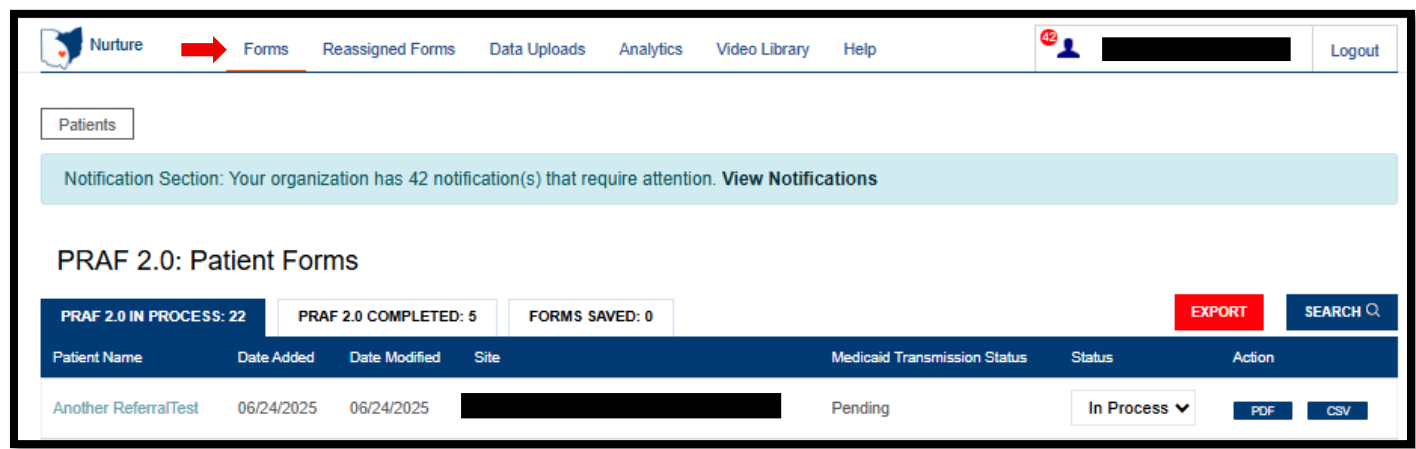 Nurture Forms Reassigned Forms Data Uploads Analytics Video Library Help 42 Logout
Patients
Notification Section: Your organization has 42 notification(s) that require attention. View Notifications
PRAF 2.0: Patient Forms
PRAF 2.0 IN PROCESS: 22 PRAF 2.0 COMPLETED: 5 FORMS SAVED: 0 EXPORT SEARCH
Patient Name Date Added Date Modified Site Medicaid Transmission Status Status Action
Another ReferralTest 06/24/2025 06/24/2025 Pending In Process PDF CSV